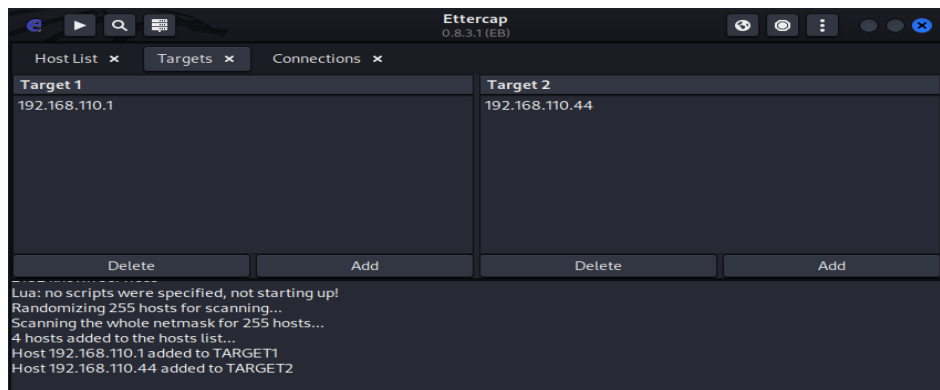 Ettercap
0.8.3.1 (EB)
Host List × Targets × Connections ×
Target 1 Target 2
192.168.110.1 192.168.110.44
Delete Add Delete Add
Lua: no scripts were specified, not starting up!
Randomizing 255 hosts for scanning...
Scanning the whole netmask for 255 hosts...
4 hosts added to the hosts list...
Host 192.168.110.1 added to TARGET1
Host 192.168.110.44 added to TARGET2